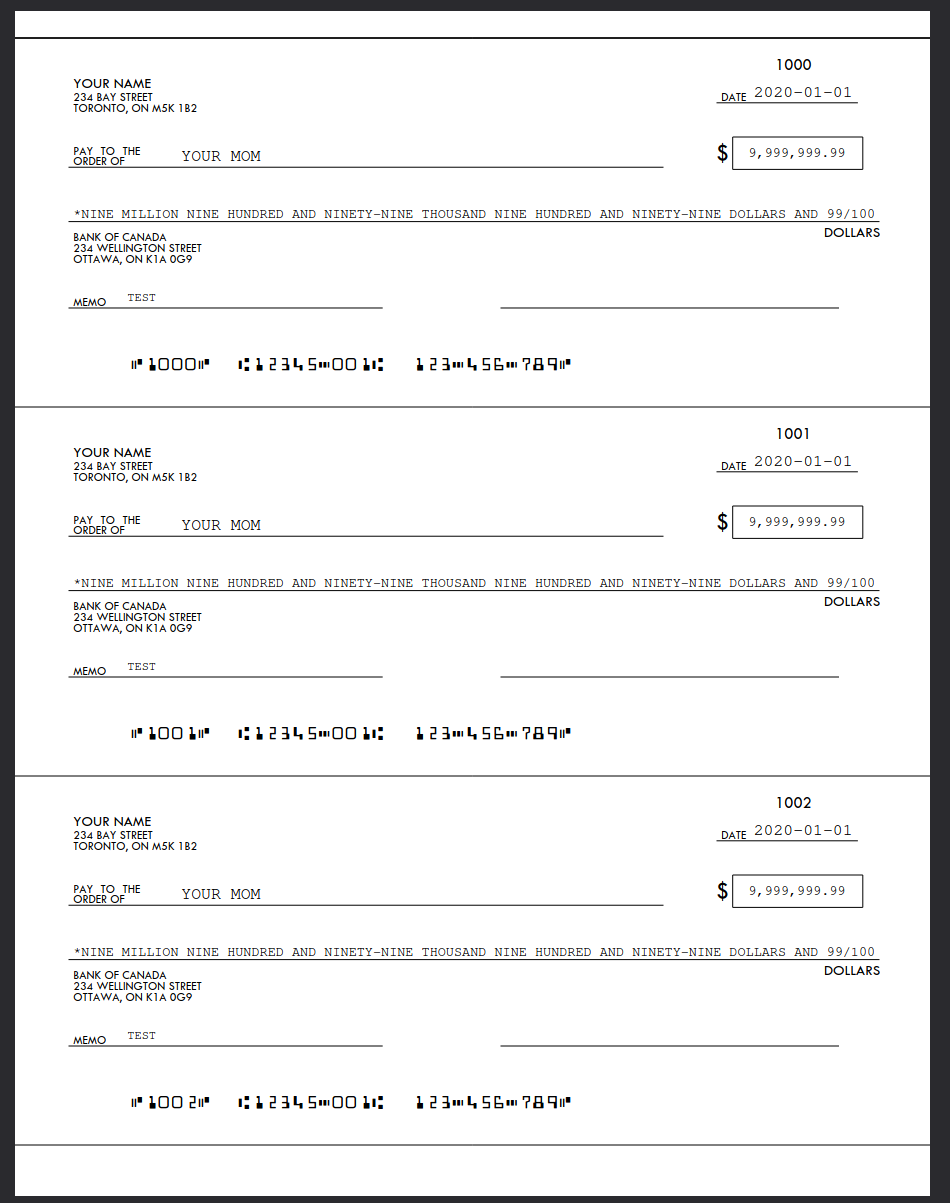 1000
YOUR NAME
234 BAY STREET
TORONTO, ON M5K 1B2
DATE 2020-01-01
PAY TO THE
ORDER OF YOUR MOM
$ 9,999,999.99
*NINE MILLION NINE HUNDRED AND NINETY-NINE THOUSAND NINE HUNDRED AND NINETY-NINE DOLLARS AND 99/100
DOLLARS
BANK OF CANADA
234 WELLINGTON STREET
OTTAWA, ON K1A 0G9
MEMO TEST
⑈1000⑈ ⑆12345⑉001⑆ 123⑉456⑉789⑈
1001
YOUR NAME
234 BAY STREET
TORONTO, ON M5K 1B2
DATE 2020-01-01
PAY TO THE
ORDER OF YOUR MOM
$ 9,999,999.99
*NINE MILLION NINE HUNDRED AND NINETY-NINE THOUSAND NINE HUNDRED AND NINETY-NINE DOLLARS AND 99/100
DOLLARS
BANK OF CANADA
234 WELLINGTON STREET
OTTAWA, ON K1A 0G9
MEMO TEST
⑈1001⑈ ⑆12345⑉001⑆ 123⑉456⑉789⑈
1002
YOUR NAME
234 BAY STREET
TORONTO, ON M5K 1B2
DATE 2020-01-01
PAY TO THE
ORDER OF YOUR MOM
$ 9,999,999.99
*NINE MILLION NINE HUNDRED AND NINETY-NINE THOUSAND NINE HUNDRED AND NINETY-NINE DOLLARS AND 99/100
DOLLARS
BANK OF CANADA
234 WELLINGTON STREET
OTTAWA, ON K1A 0G9
MEMO TEST
⑈1002⑈ ⑆12345⑉001⑆ 123⑉456⑉789⑈